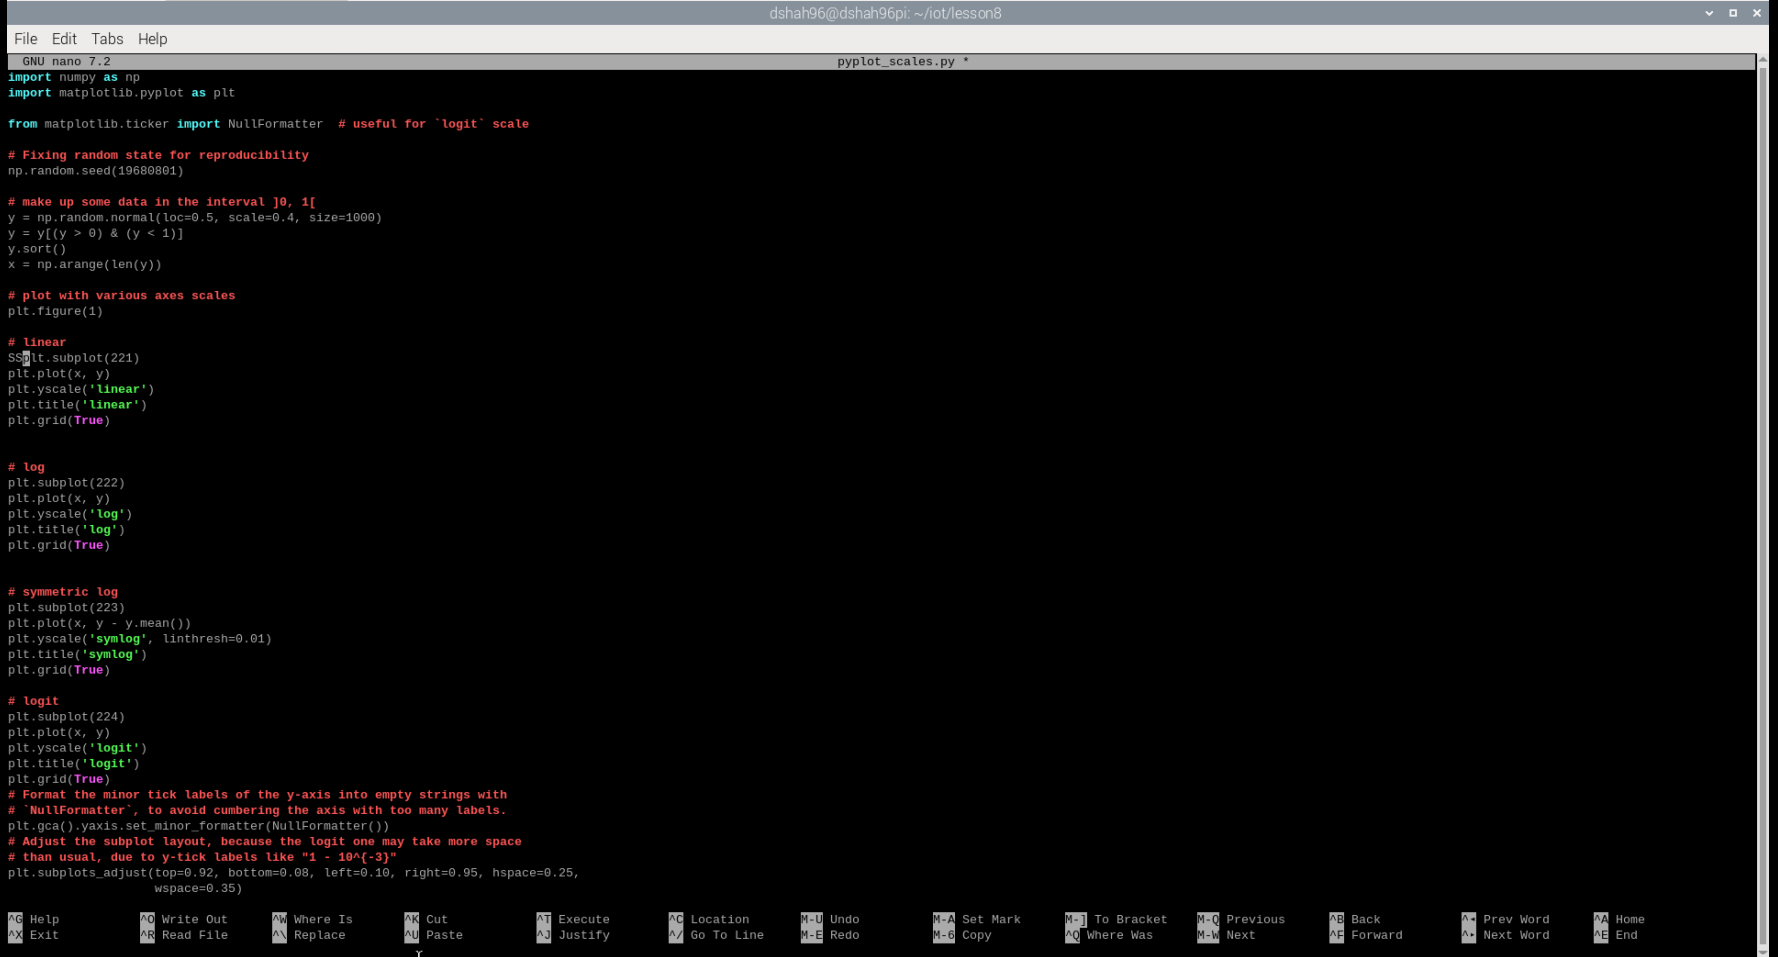 dshah96@dshah96pi: ~/iot/lesson8
File Edit Tabs Help
GNU nano 7.2 pyplot_scales.py *
import numpy as np
import matplotlib.pyplot as plt
from matplotlib.ticker import NullFormatter  # useful for `logit` scale
# Fixing random state for reproducibility
np.random.seed(19680801)
# make up some data in the interval ]0, 1[
y = np.random.normal(loc=0.5, scale=0.4, size=1000)
y = y[(y > 0) & (y < 1)]
y.sort()
x = np.arange(len(y))
# plot with various axes scales
plt.figure(1)
# linear
SSplt.subplot(221)
plt.plot(x, y)
plt.yscale('linear')
plt.title('linear')
plt.grid(True)
# log
plt.subplot(222)
plt.plot(x, y)
plt.yscale('log')
plt.title('log')
plt.grid(True)
# symmetric log
plt.subplot(223)
plt.plot(x, y - y.mean())
plt.yscale('symlog', linthresh=0.01)
plt.title('symlog')
plt.grid(True)
# logit
plt.subplot(224)
plt.plot(x, y)
plt.yscale('logit')
plt.title('logit')
plt.grid(True)
# Format the minor tick labels of the y-axis into empty strings with
# `NullFormatter`, to avoid cumbering the axis with too many labels.
plt.gca().yaxis.set_minor_formatter(NullFormatter())
# Adjust the subplot layout, because the logit one may take more space
# than usual, due to y-tick labels like "1 - 10^{-3}"
plt.subplots_adjust(top=0.92, bottom=0.08, left=0.10, right=0.95, hspace=0.25,
                    wspace=0.35)
^G Help ^O Write Out ^W Where Is ^K Cut ^T Execute ^C Location M-U Undo M-A Set Mark M-] To Bracket M-Q Previous ^B Back ^◂ Prev Word ^A Home
^X Exit ^R Read File ^\ Replace ^U Paste ^J Justify ^/ Go To Line M-E Redo M-6 Copy ^Q Where Was M-W Next ^F Forward ^▸ Next Word ^E End